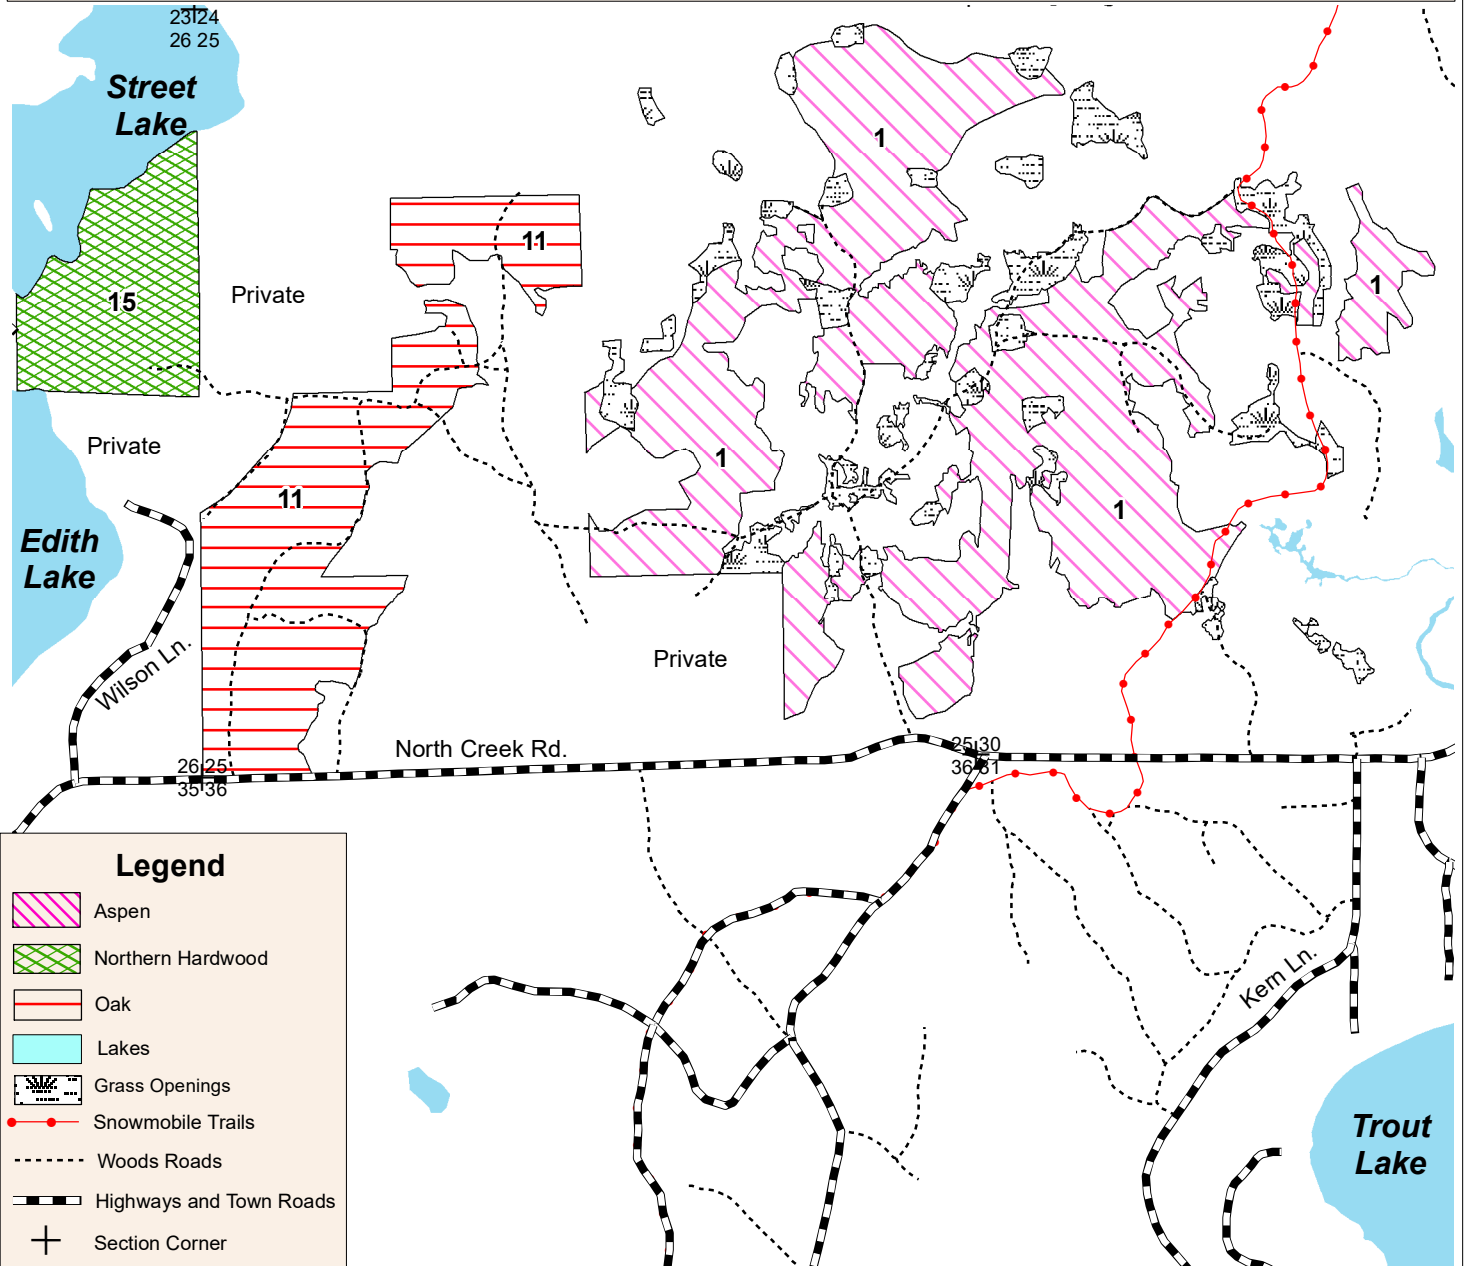 23 24
26 25
Street
Lake
1
11
15
Private
1
Private
1
11
1
Edith
Lake
Wilson Ln.
Private
North Creek Rd.
25 30
36 31
26 25
35 36
Legend
Aspen
Northern Hardwood
Oak
Lakes
Grass Openings
Snowmobile Trails
Woods Roads
Highways and Town Roads
Section Corner
Kern Ln.
Trout
Lake